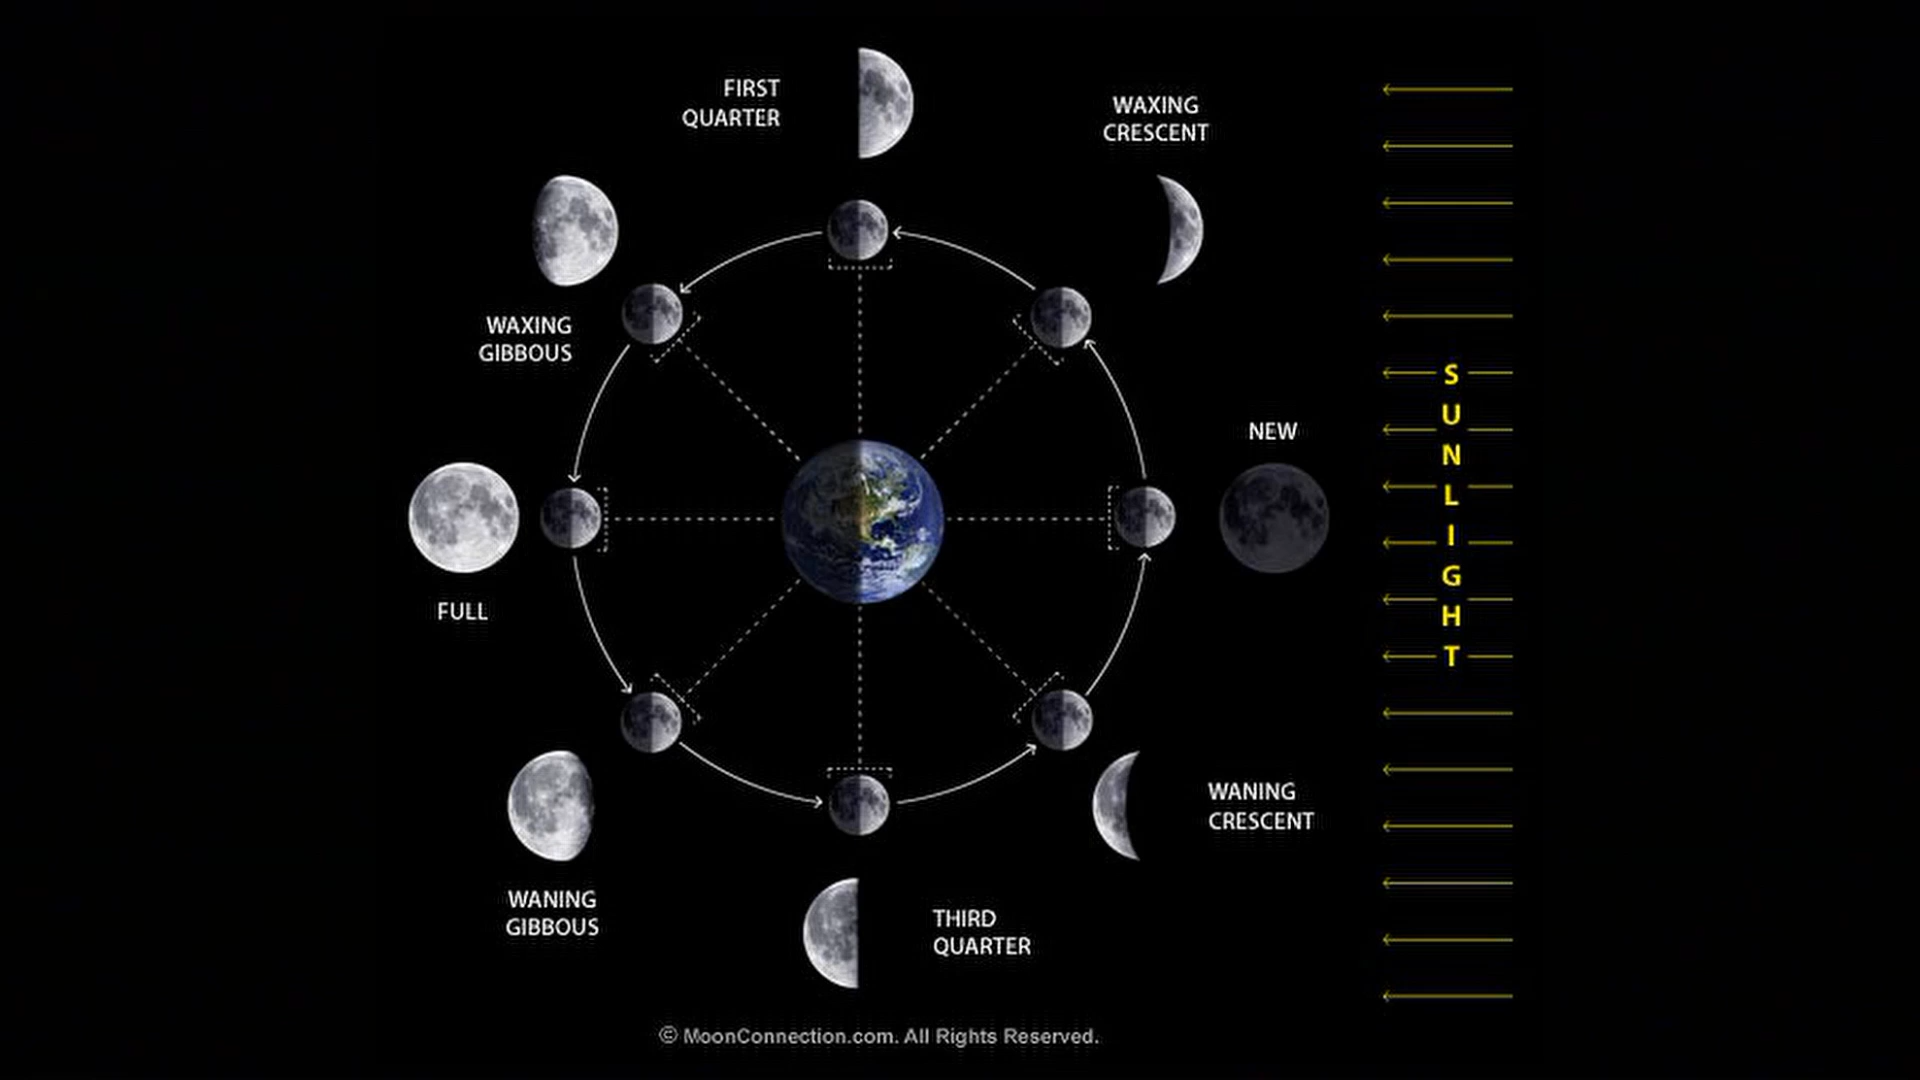 FIRST
QUARTER
WAXING
CRESCENT
WAXING
GIBBOUS
NEW
FULL
S
U
N
L
I
G
H
T
WANING
CRESCENT
WANING
GIBBOUS
THIRD
QUARTER
© MoonConnection.com. All Rights Reserved.